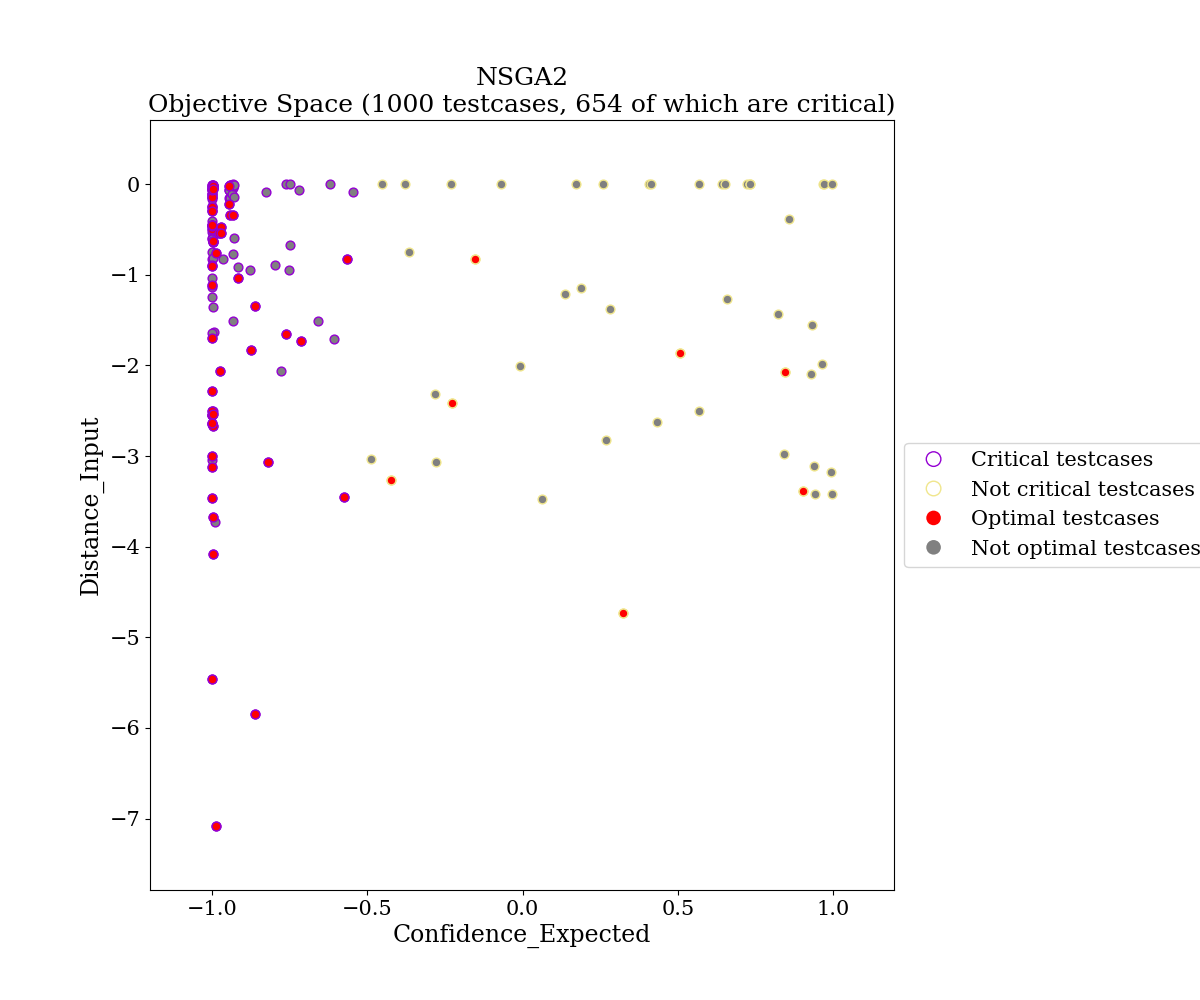 NSGA2
Objective Space (1000 testcases, 654 of which are critical)
0
−1
−2
−3
−4
−5
−6
−7
Distance_Input
−1.0
−0.5
0.0
0.5
1.0
Confidence_Expected
Critical testcases
Not critical testcases
Optimal testcases
Not optimal testcases